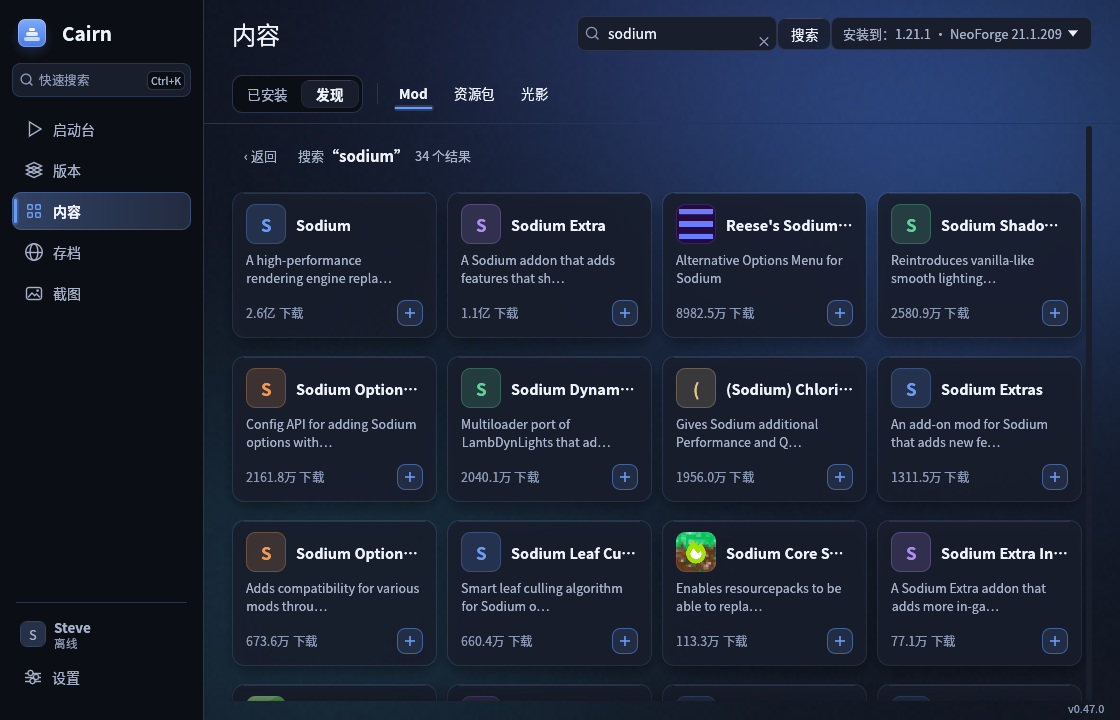 Cairn
快速搜索 Ctrl+K
启动台
版本
内容
存档
截图
S Steve
离线
设置
内容
sodium
搜索
安装到: 1.21.1 • NeoForge 21.1.209
已安装 发现 Mod 资源包 光影
‹ 返回 搜索 “sodium” 34 个结果
S Sodium
A high-performance
rendering engine repla…
2.6亿 下载
S Sodium Extra
A Sodium addon that adds
features that sh…
1.1亿 下载
Reese's Sodium…
Alternative Options Menu for
Sodium
8982.5万 下载
S Sodium Shado…
Reintroduces vanilla-like
smooth lighting…
2580.9万 下载
S Sodium Option…
Config API for adding Sodium
options with…
2161.8万 下载
S Sodium Dynam…
Multiloader port of
LambDynLights that ad…
2040.1万 下载
( (Sodium) Chlori…
Gives Sodium additional
Performance and Q…
1956.0万 下载
S Sodium Extras
An add-on mod for Sodium
that adds new fe…
1311.5万 下载
S Sodium Option…
Adds compatibility for various
mods throu…
673.6万 下载
S Sodium Leaf Cu…
Smart leaf culling algorithm
for Sodium o…
660.4万 下载
Sodium Core S…
Enables resourcepacks to be
able to repla…
113.3万 下载
S Sodium Extra In…
A Sodium Extra addon that
adds more in-ga…
77.1万 下载
v0.47.0